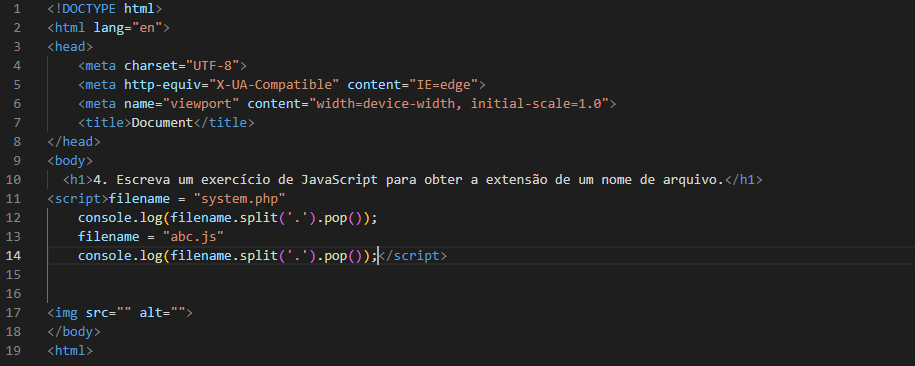 1 <!DOCTYPE html>
2 <html lang="en">
3 <head>
4     <meta charset="UTF-8">
5     <meta http-equiv="X-UA-Compatible" content="IE=edge">
6     <meta name="viewport" content="width=device-width, initial-scale=1.0">
7     <title>Document</title>
8 </head>
9 <body>
10   <h1>4. Escreva um exercício de JavaScript para obter a extensão de um nome de arquivo.</h1>
11 <script>filename = "system.php"
12     console.log(filename.split('.').pop());
13     filename = "abc.js"
14     console.log(filename.split('.').pop());</script>
15
16
17 <img src="" alt="">
18 </body>
19 <html>